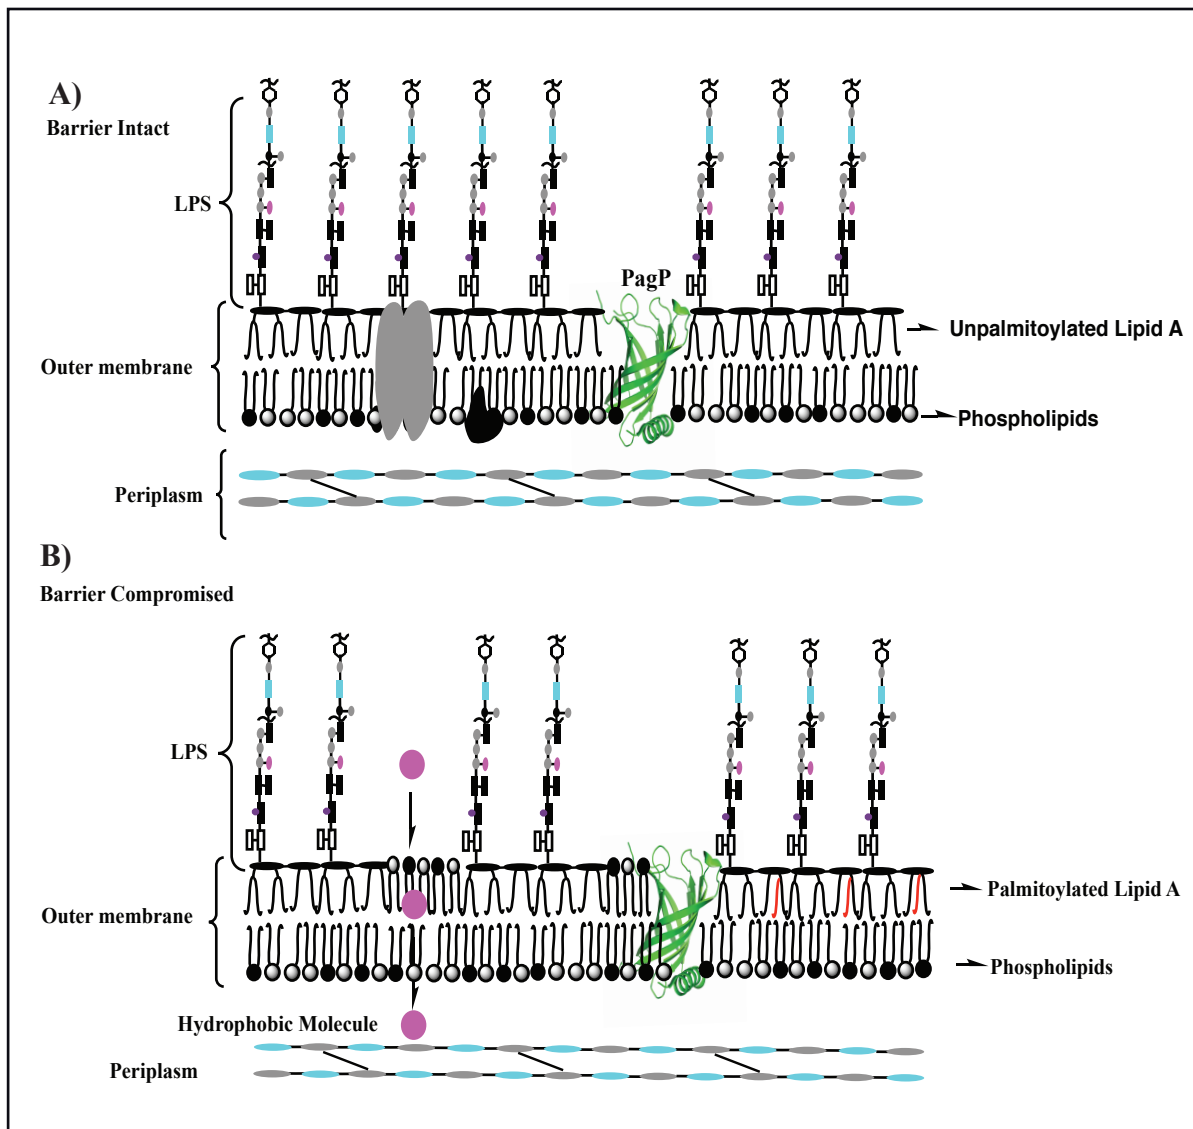 A)
Barrier Intact
LPS
PagP
Unpalmitoylated Lipid A
Outer membrane
Phospholipids
Periplasm
B)
Barrier Compromised
LPS
Palmitoylated Lipid A
Outer membrane
Phospholipids
Hydrophobic Molecule
Periplasm